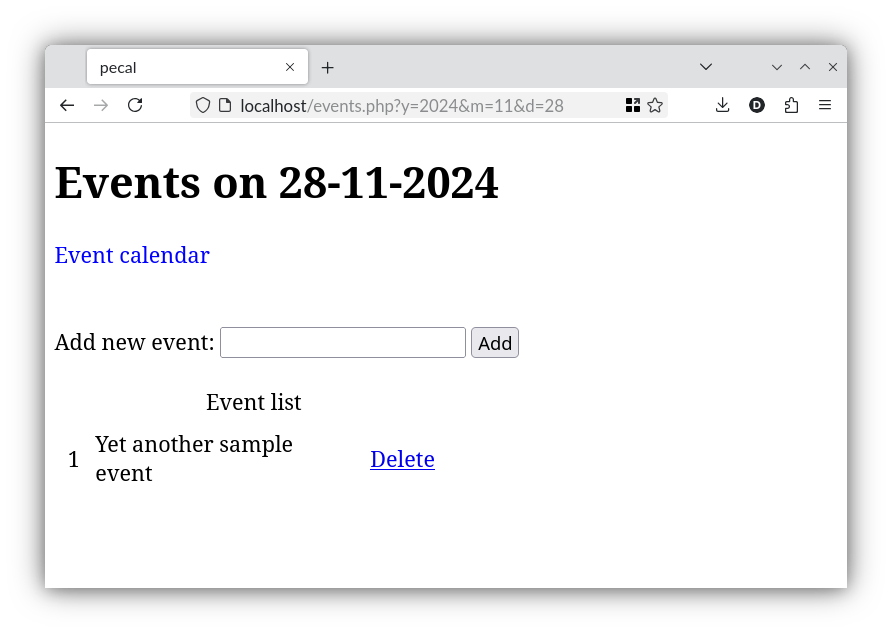 pecal
localhost/events.php?y=2024&m=11&d=28
D
Events on 28-11-2024
Event calendar
Add new event: Add
Event list
1 Yet another sample event Delete